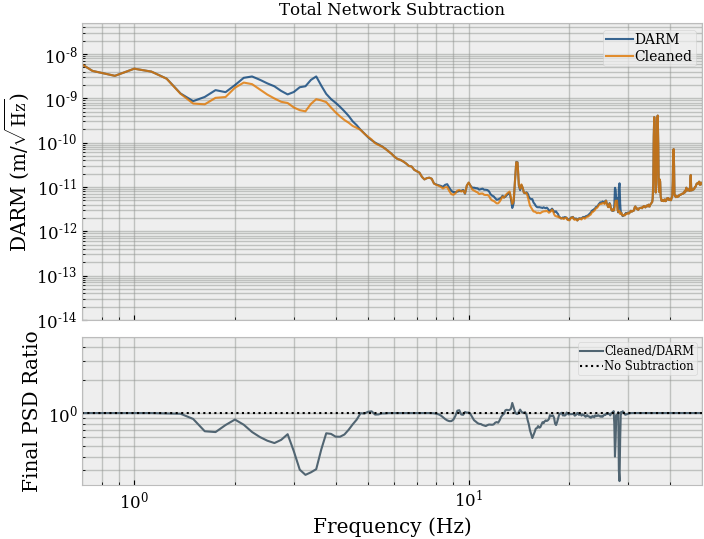 Total Network Subtraction
DARM (m/√Hz)
10⁻⁸
10⁻⁹
10⁻¹⁰
10⁻¹¹
10⁻¹²
10⁻¹³
10⁻¹⁴
DARM
Cleaned
Final PSD Ratio
10⁰
Cleaned/DARM
No Subtraction
10⁰
10¹
Frequency (Hz)